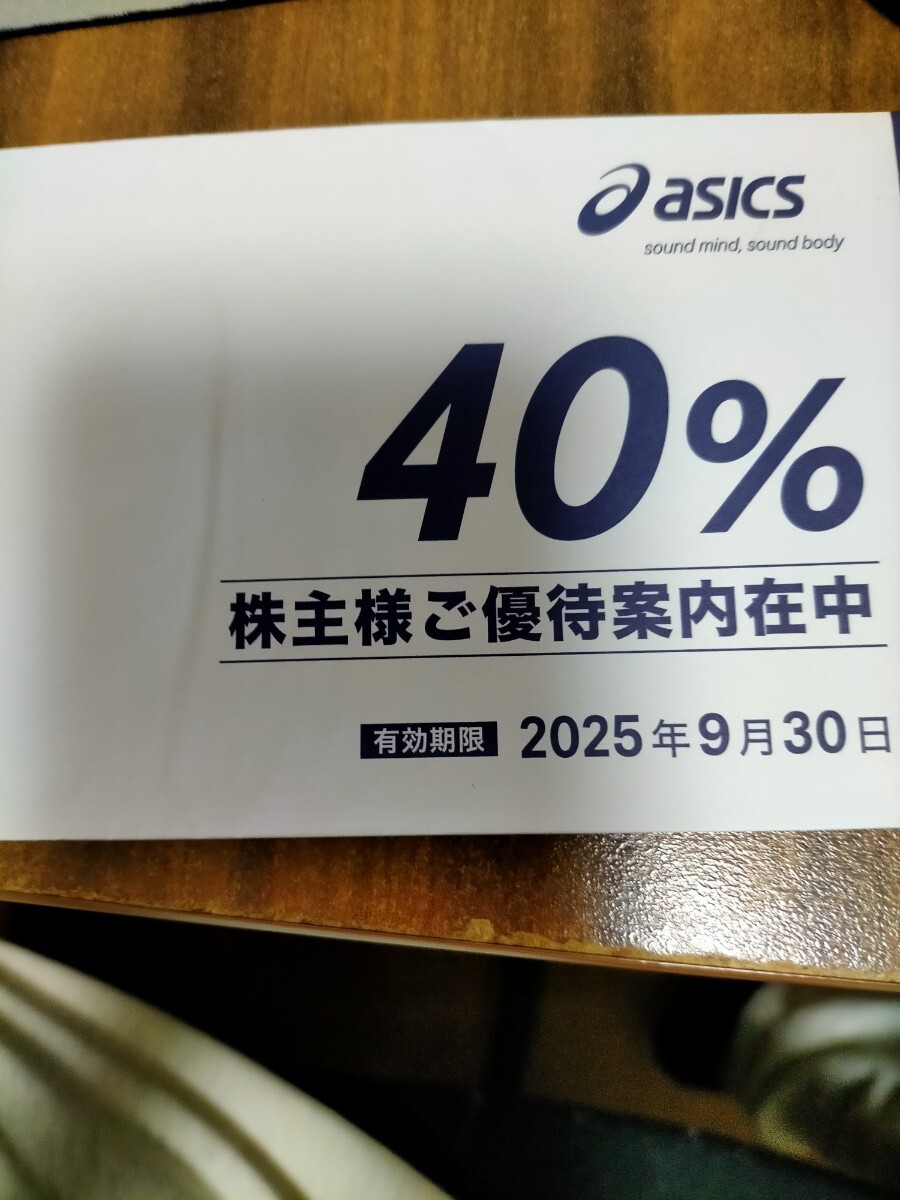 asics
sound mind, sound body
40%
株主様ご優待案内在中
有効期限 2025年9月30日